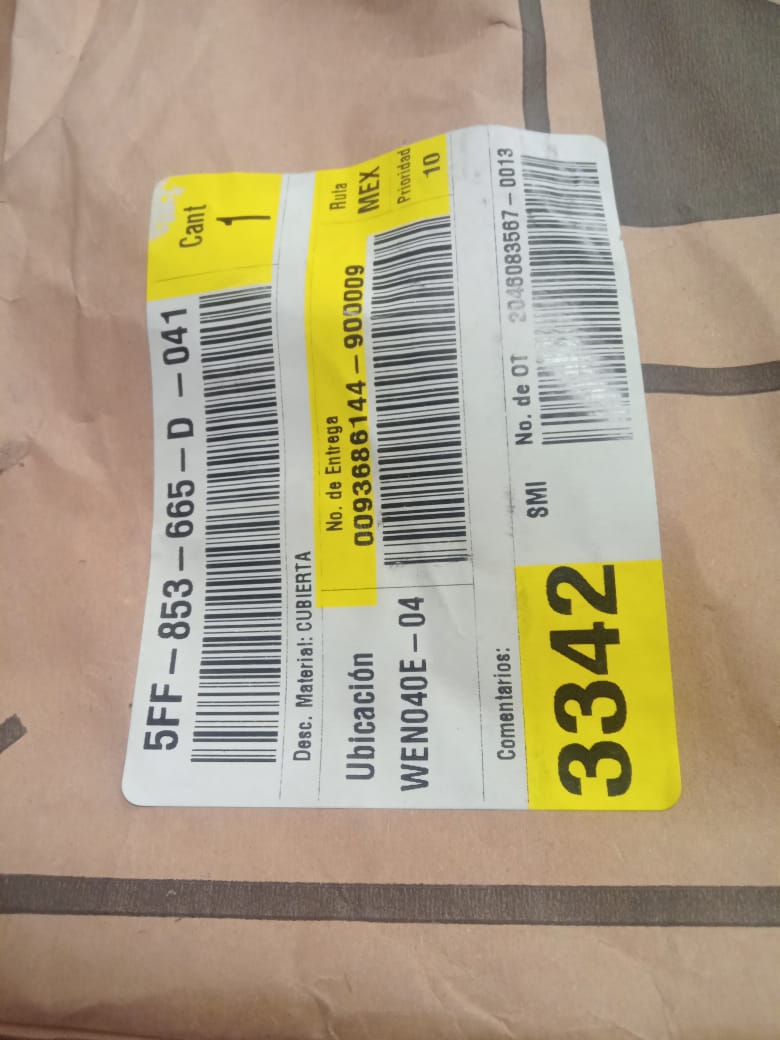 5FF-853-665-D -041
Cant
1
Desc. Material: CUBIERTA
Ubicación
WEN040E-04
No. de Entrega
0093686144-900009
Ruta
MEX
Prioridad
10
Comentarios:
3342
SMI
No. de OT 2046083567-0013